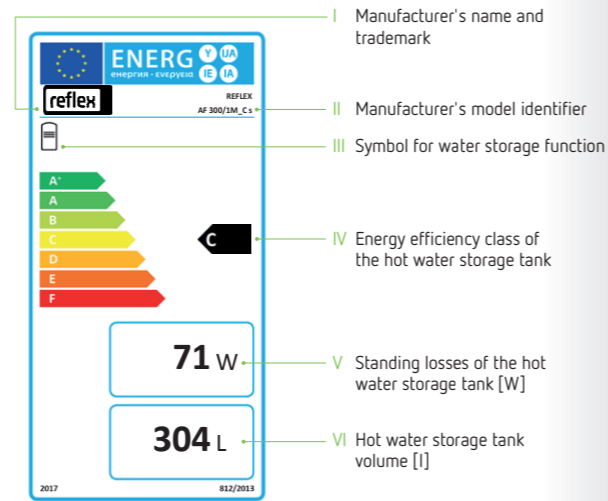 I Manufacturer's name and
trademark
ENERG Y UA
енергия · ενεργεια IE IA
reflex
REFLEX
AF 300/1M_C s
II Manufacturer's model identifier
III Symbol for water storage function
A+
A
B
C
D
E
F
C
IV Energy efficiency class of
the hot water storage tank
71 W
V Standing losses of the hot
water storage tank [W]
304 L
VI Hot water storage tank
volume [l]
2017
812/2013